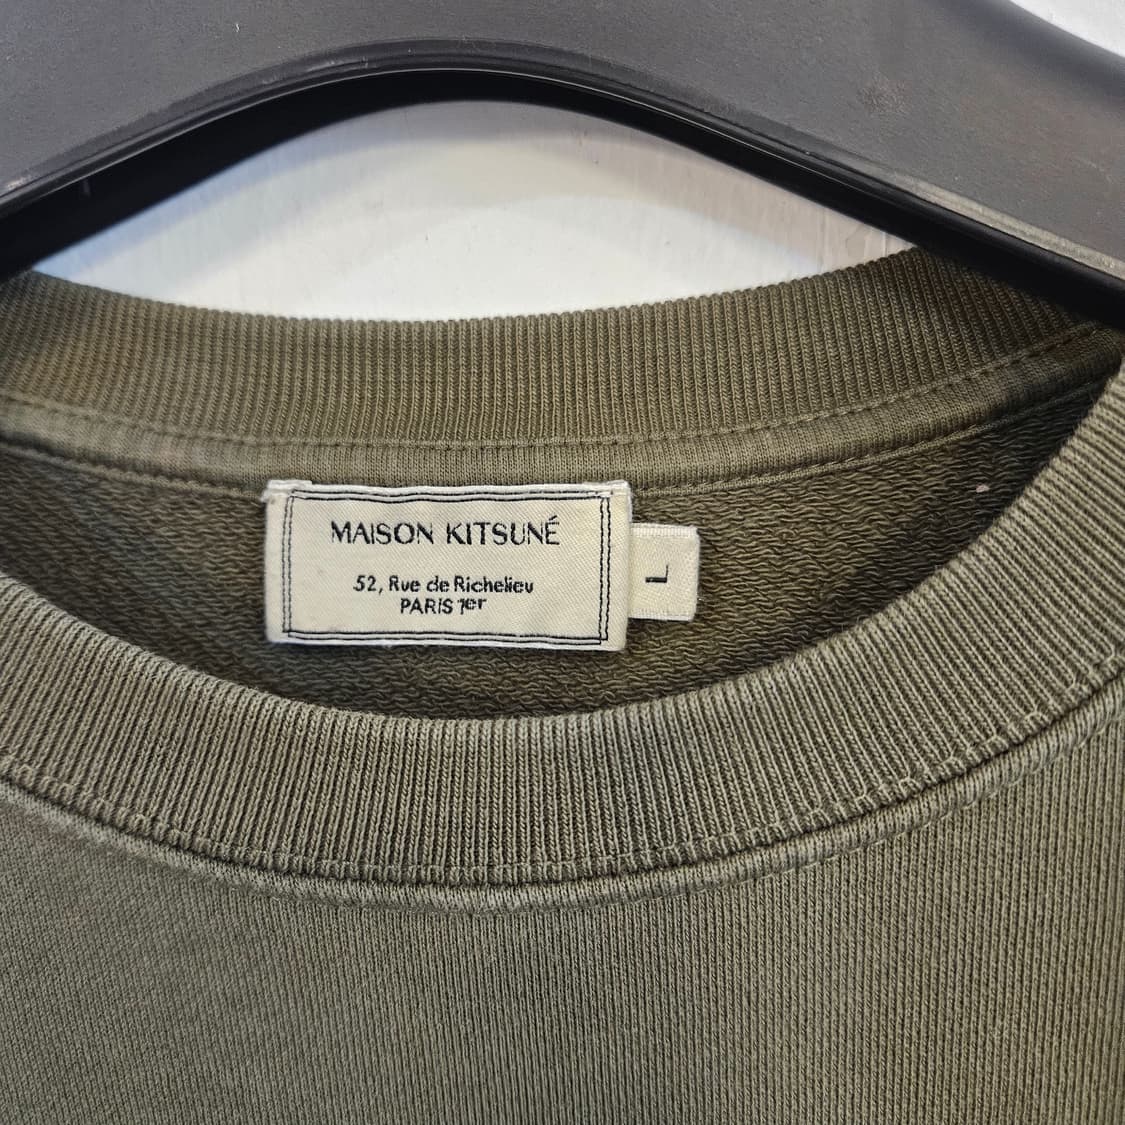 MAISON KITSUNÉ
52, Rue de Richelieu
PARIS 1er
L